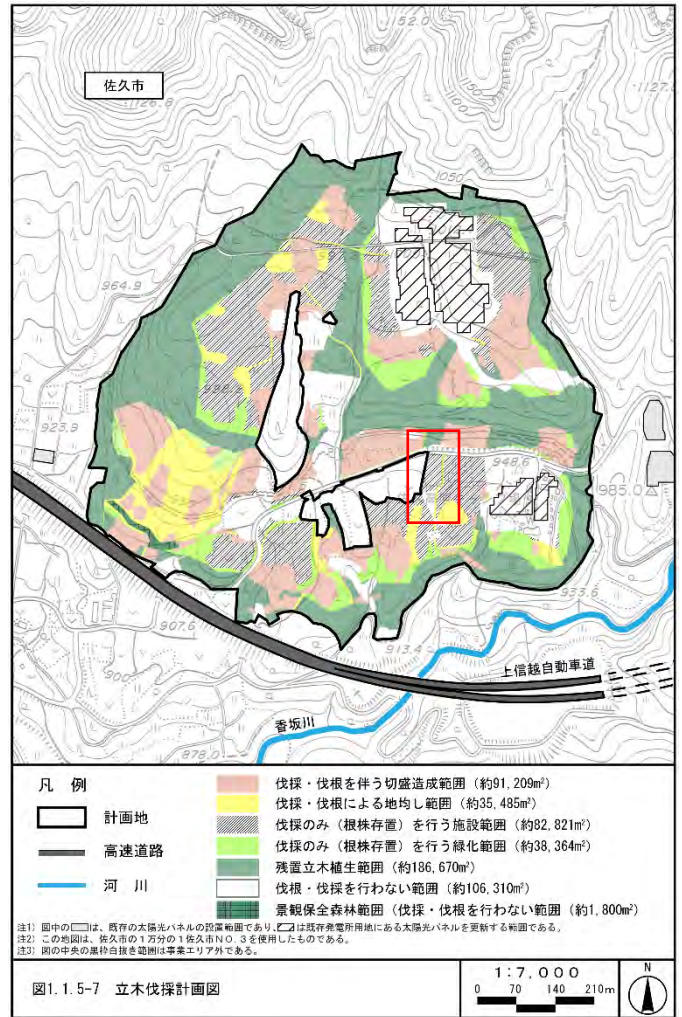 佐久市
152.0
1126.8
1100
1127.8
1050
964.9
938.2
923.9
948.6
985.0
933.6
907.6
913.4
900
878.0
上信越自動車道
香坂川
凡 例
計画地
高速道路
河 川
伐採・伐根を伴う切盛造成範囲（約91,209m²）
伐採・伐根による地均し範囲（約35,485m²）
伐採のみ（根株存置）を行う施設範囲（約82,821m²）
伐採のみ（根株存置）を行う緑化範囲（約38,364m²）
残置立木植生範囲（約186,670m²）
伐根・伐採を行わない範囲（約106,310m²）
景観保全森林範囲（伐採・伐根を行わない範囲（約1,800m²）
注1）図中の は、既存の太陽光パネルの設置範囲であり、 は既存発電所用地にある太陽光パネルを更新する範囲である。
注2）この地図は、佐久市の1万分の1佐久市NO.3を使用したものである。
注3）図の中央の黒枠白抜き範囲は事業エリア外である。
図1.1.5-7 立木伐採計画図
1:7,000
0 70 140 210m
N